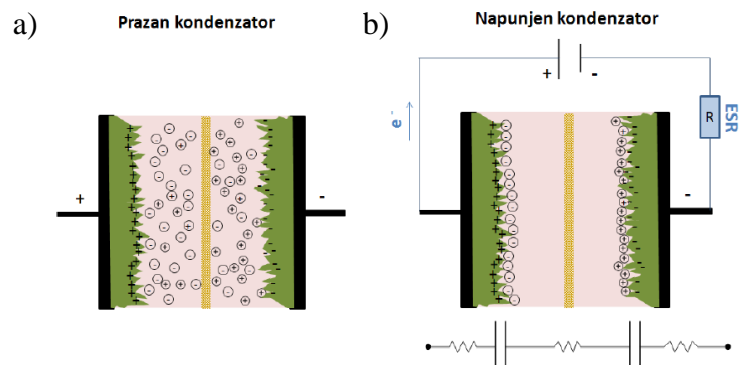 a)
Prazan kondenzator
+
-
b)
Napunjen kondenzator
+
-
e-
R
ESR
-